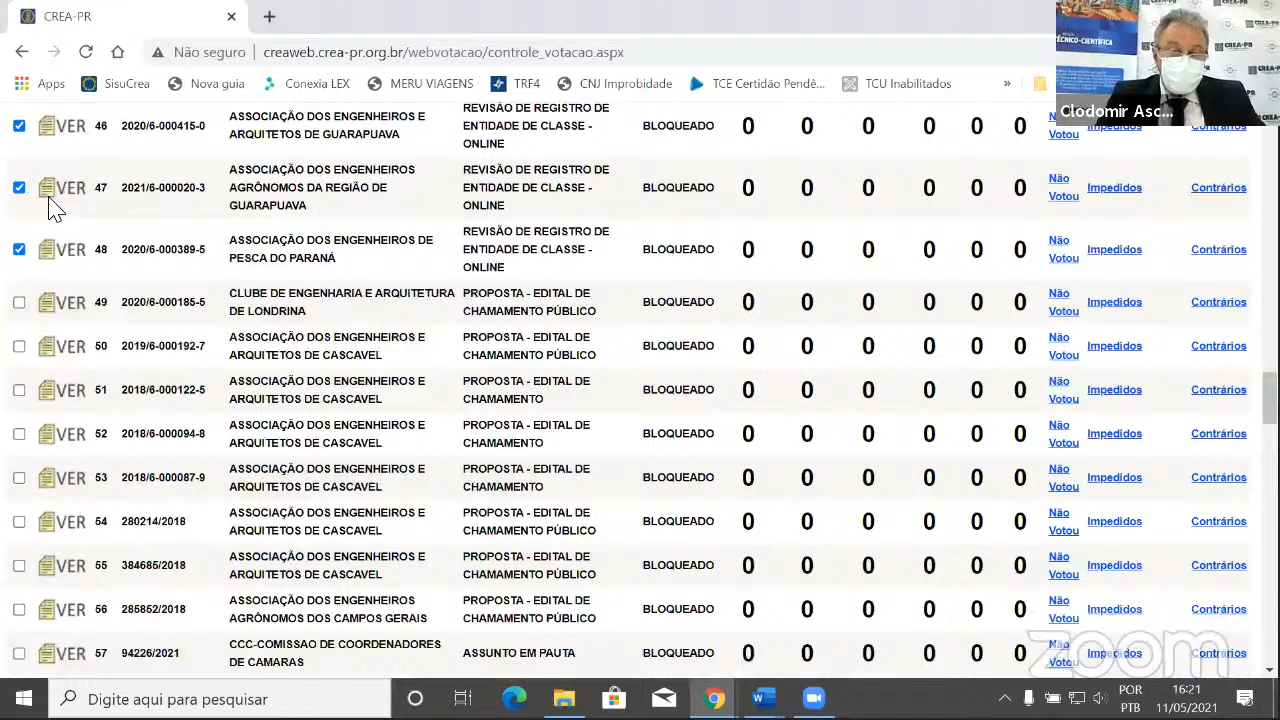 CREA-PR
Não seguro
Apps
SisuCrea
TCE Certidão
TCU Inabilitados
»
TÉCNICO-CIENTÍFICA
CREA-PR
Clodomir Asc...
46 2020/6-000415-0 ASSOCIAÇÃO DOS ENGENHEIROS E ARQUITETOS DE GUARAPUAVA REVISÃO DE REGISTRO DE ENTIDADE DE CLASSE - ONLINE BLOQUEADO 0 0 0 0 0 0
VER 47 2021/6-000020-3 ASSOCIAÇÃO DOS ENGENHEIROS AGRÔNOMOS DA REGIÃO DE GUARAPUAVA REVISÃO DE REGISTRO DE ENTIDADE DE CLASSE - ONLINE BLOQUEADO 0 0 0 0 0 0 Não Votou Impedidos Contrários
VER 48 2020/6-000389-5 ASSOCIAÇÃO DOS ENGENHEIROS DE PESCA DO PARANÁ REVISÃO DE REGISTRO DE ENTIDADE DE CLASSE - ONLINE BLOQUEADO 0 0 0 0 0 0 Não Votou Impedidos Contrários
VER 49 2020/6-000185-5 CLUBE DE ENGENHARIA E ARQUITETURA DE LONDRINA PROPOSTA - EDITAL DE CHAMAMENTO PÚBLICO BLOQUEADO 0 0 0 0 0 0 Não Votou Impedidos Contrários
VER 50 2019/6-000192-7 ASSOCIAÇÃO DOS ENGENHEIROS E ARQUITETOS DE CASCAVEL PROPOSTA - EDITAL DE CHAMAMENTO PÚBLICO BLOQUEADO 0 0 0 0 0 0 Não Votou Impedidos Contrários
VER 51 2018/6-000122-5 ASSOCIAÇÃO DOS ENGENHEIROS E ARQUITETOS DE CASCAVEL PROPOSTA - EDITAL DE CHAMAMENTO BLOQUEADO 0 0 0 0 0 0 Não Votou Impedidos Contrários
VER 52 2018/6-000094-8 ASSOCIAÇÃO DOS ENGENHEIROS E ARQUITETOS DE CASCAVEL PROPOSTA - EDITAL DE CHAMAMENTO BLOQUEADO 0 0 0 0 0 0 Não Votou Impedidos Contrários
VER 53 2018/6-000087-9 ASSOCIAÇÃO DOS ENGENHEIROS E ARQUITETOS DE CASCAVEL PROPOSTA - EDITAL DE CHAMAMENTO BLOQUEADO 0 0 0 0 0 0 Não Votou Impedidos Contrários
VER 54 280214/2018 ASSOCIAÇÃO DOS ENGENHEIROS E ARQUITETOS DE CASCAVEL PROPOSTA - EDITAL DE CHAMAMENTO PÚBLICO BLOQUEADO 0 0 0 0 0 0 Não Votou Impedidos Contrários
VER 55 384685/2018 ASSOCIAÇÃO DOS ENGENHEIROS E ARQUITETOS DE CASCAVEL PROPOSTA - EDITAL DE CHAMAMENTO PÚBLICO BLOQUEADO 0 0 0 0 0 0 Não Votou Impedidos Contrários
VER 56 285852/2018 ASSOCIAÇÃO DOS ENGENHEIROS AGRÔNOMOS DOS CAMPOS GERAIS PROPOSTA - EDITAL DE CHAMAMENTO PÚBLICO BLOQUEADO 0 0 0 0 0 0 Não Votou Impedidos Contrários
VER 57 94226/2021 CCC-COMISSAO DE COORDENADORES DE CAMARAS ASSUNTO EM PAUTA BLOQUEADO 0 0 0 0 0 0 Não Votou Impedidos Contrários
zoom
Digite aqui para pesquisar
POR 16:21
PTB 11/05/2021